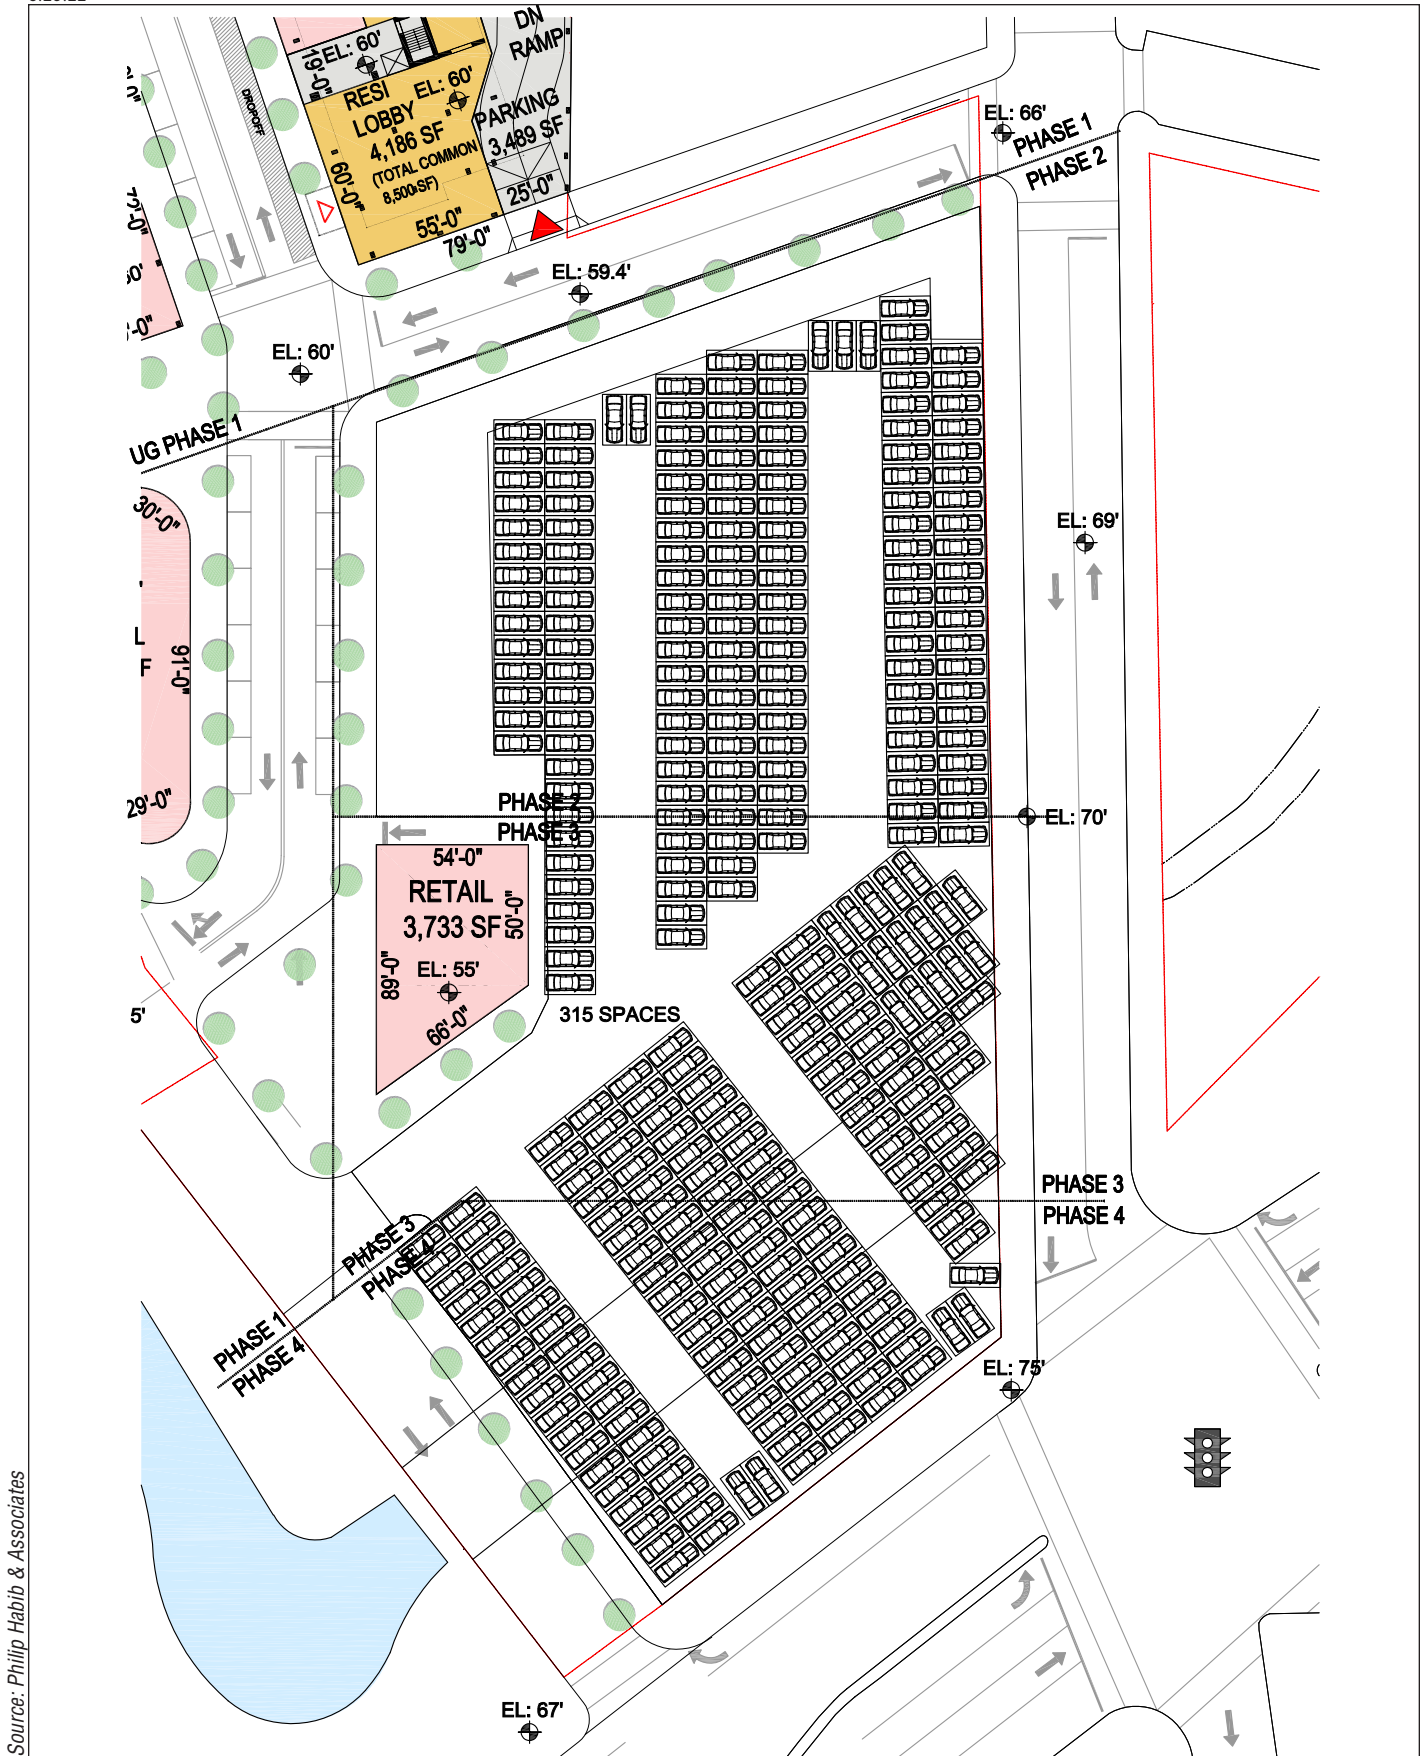 DN
RAMP
EL: 60'
19'-0"
RESI
LOBBY
EL: 60'
4,186 SF
(TOTAL COMMON
8,500 SF)
PARKING
3,489 SF
DROPOFF
60'-0"
25'-0"
55'-0"
79'-0"
EL: 66'
PHASE 1
PHASE 2
EL: 59.4'
EL: 60'
UG PHASE 1
30'-0"
EL: 69'
L
F
91'-0"
29'-0"
PHASE 2
PHASE 3
EL: 70'
54'-0"
RETAIL
3,733 SF
50'-0"
EL: 55'
89'-0"
66'-0"
5'
315 SPACES
PHASE 3
PHASE 4
PHASE 3
PHASE 4
PHASE 1
PHASE 4
EL: 75'
EL: 67'
Source: Philip Habib & Associates